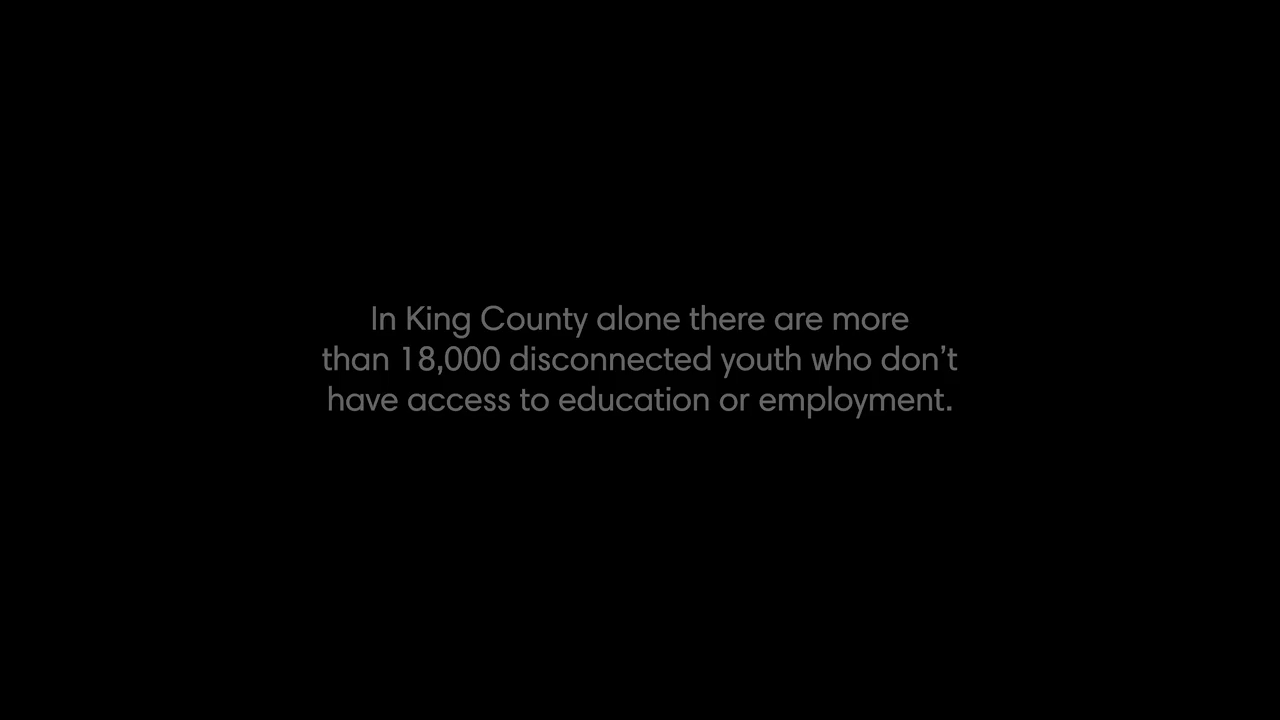 In King County alone there are more
than 18,000 disconnected youth who don’t
have access to education or employment.